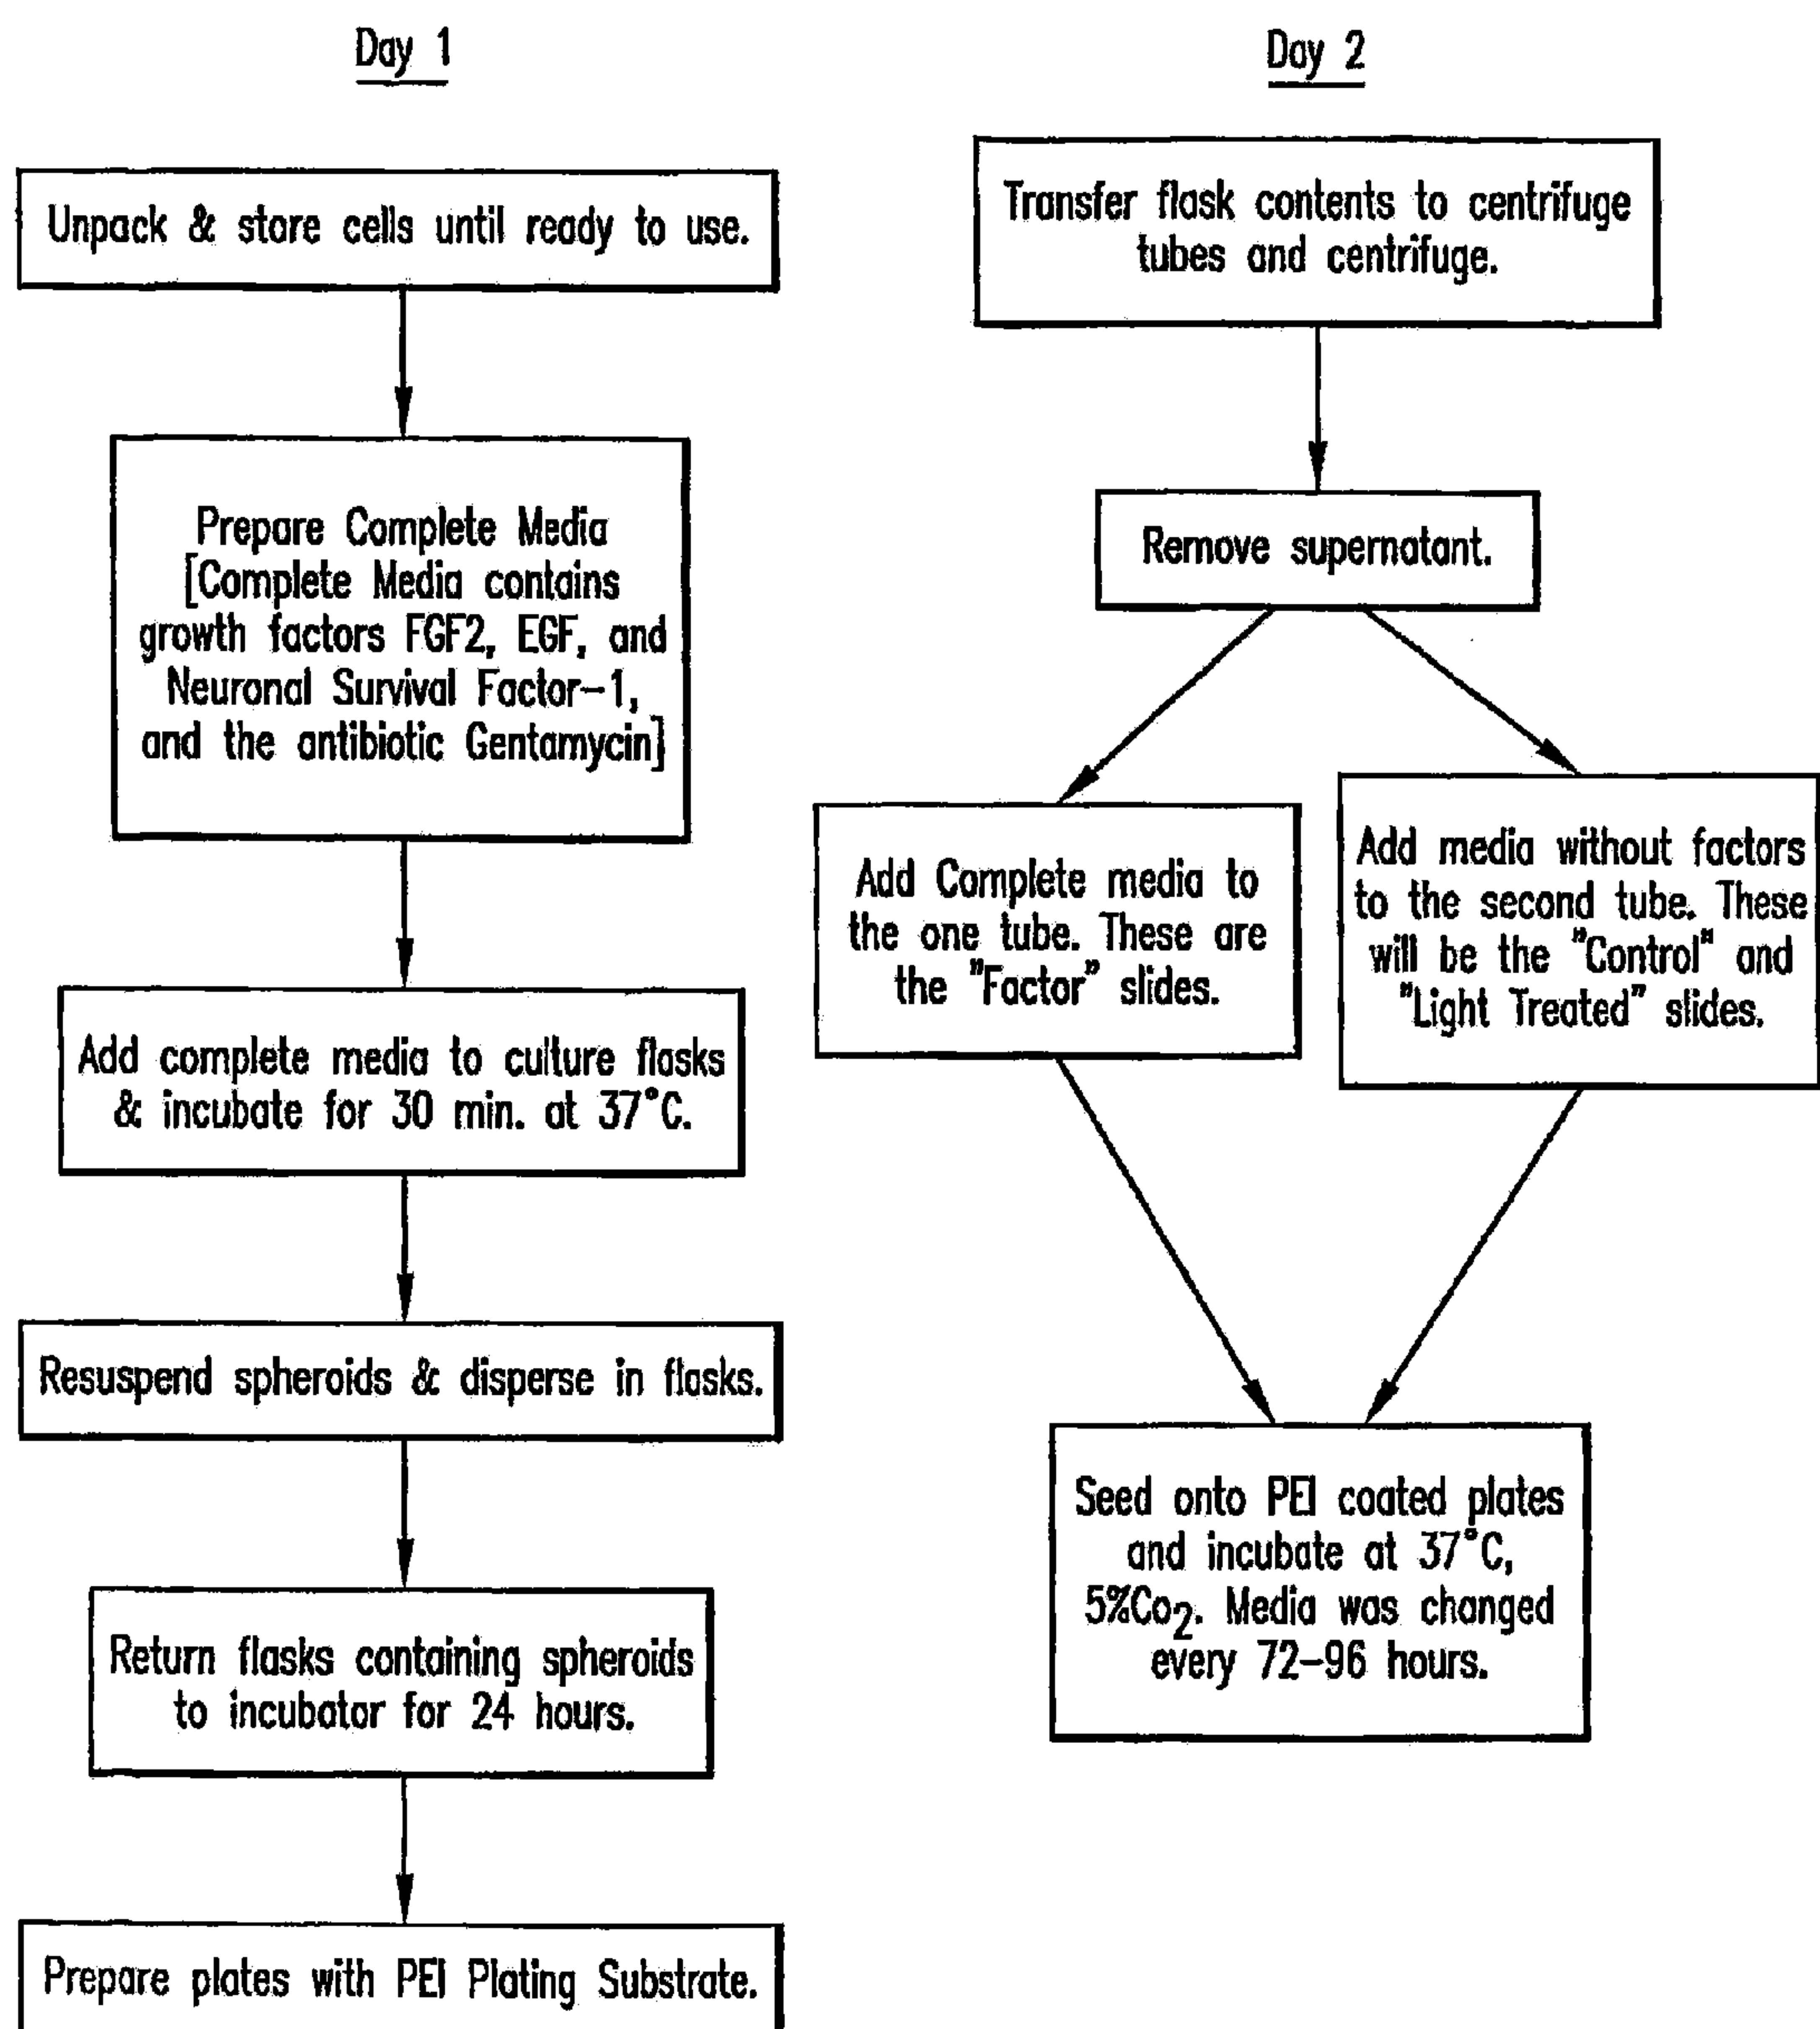 Day 1
Unpack & store cells until ready to use.
Prepare Complete Media
[Complete Media contains
growth factors FGF2, EGF, and
Neuronal Survival Factor-1,
and the antibiotic Gentamycin]
Add complete media to culture flasks
& incubate for 30 min. at 37°C.
Resuspend spheroids & disperse in flasks.
Return flasks containing spheroids
to incubator for 24 hours.
Prepare plates with PEI Plating Substrate.
Day 2
Transfer flask contents to centrifuge
tubes and centrifuge.
Remove supernatant.
Add Complete media to
the one tube. These are
the "Factor" slides.
Add media without factors
to the second tube. These
will be the "Control" and
"Light Treated" slides.
Seed onto PEI coated plates
and incubate at 37°C,
5%Co₂. Media was changed
every 72-96 hours.